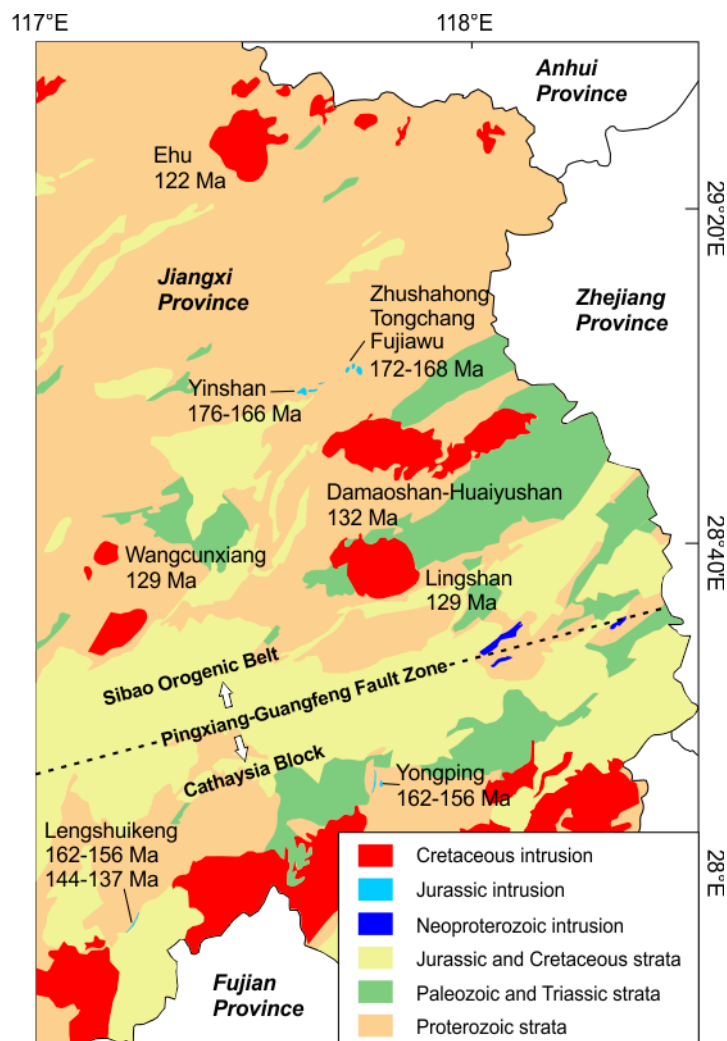 117°E
118°E
Anhui
Province
Ehu
122 Ma
29°20'E
Jiangxi
Province
Zhushahong
Tongchang
Fujiawu
172-168 Ma
Zhejiang
Province
Yinshan
176-166 Ma
Damaoshan-Huaiyushan
132 Ma
Wangcunxiang
129 Ma
28°40'E
Lingshan
129 Ma
Sibao Orogenic Belt
Pingxiang-Guangfeng Fault Zone
Cathaysia Block
Yongping
162-156 Ma
Lengshuikeng
162-156 Ma
144-137 Ma
28°E
Fujian
Province
Cretaceous intrusion
Jurassic intrusion
Neoproterozoic intrusion
Jurassic and Cretaceous strata
Paleozoic and Triassic strata
Proterozoic strata